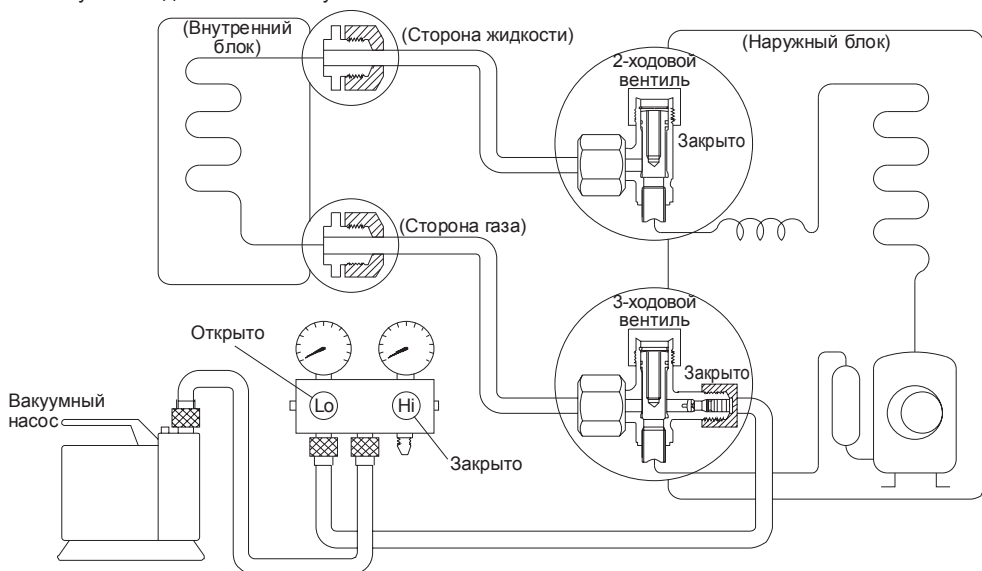 (Внутренний
блок)
(Сторона жидкости)
(Наружный блок)
2-ходовой
вентиль
Закрыто
(Сторона газа)
3-ходовой
вентиль
Закрыто
Открыто
Lo
Hi
Вакуумный
насос
Закрыто